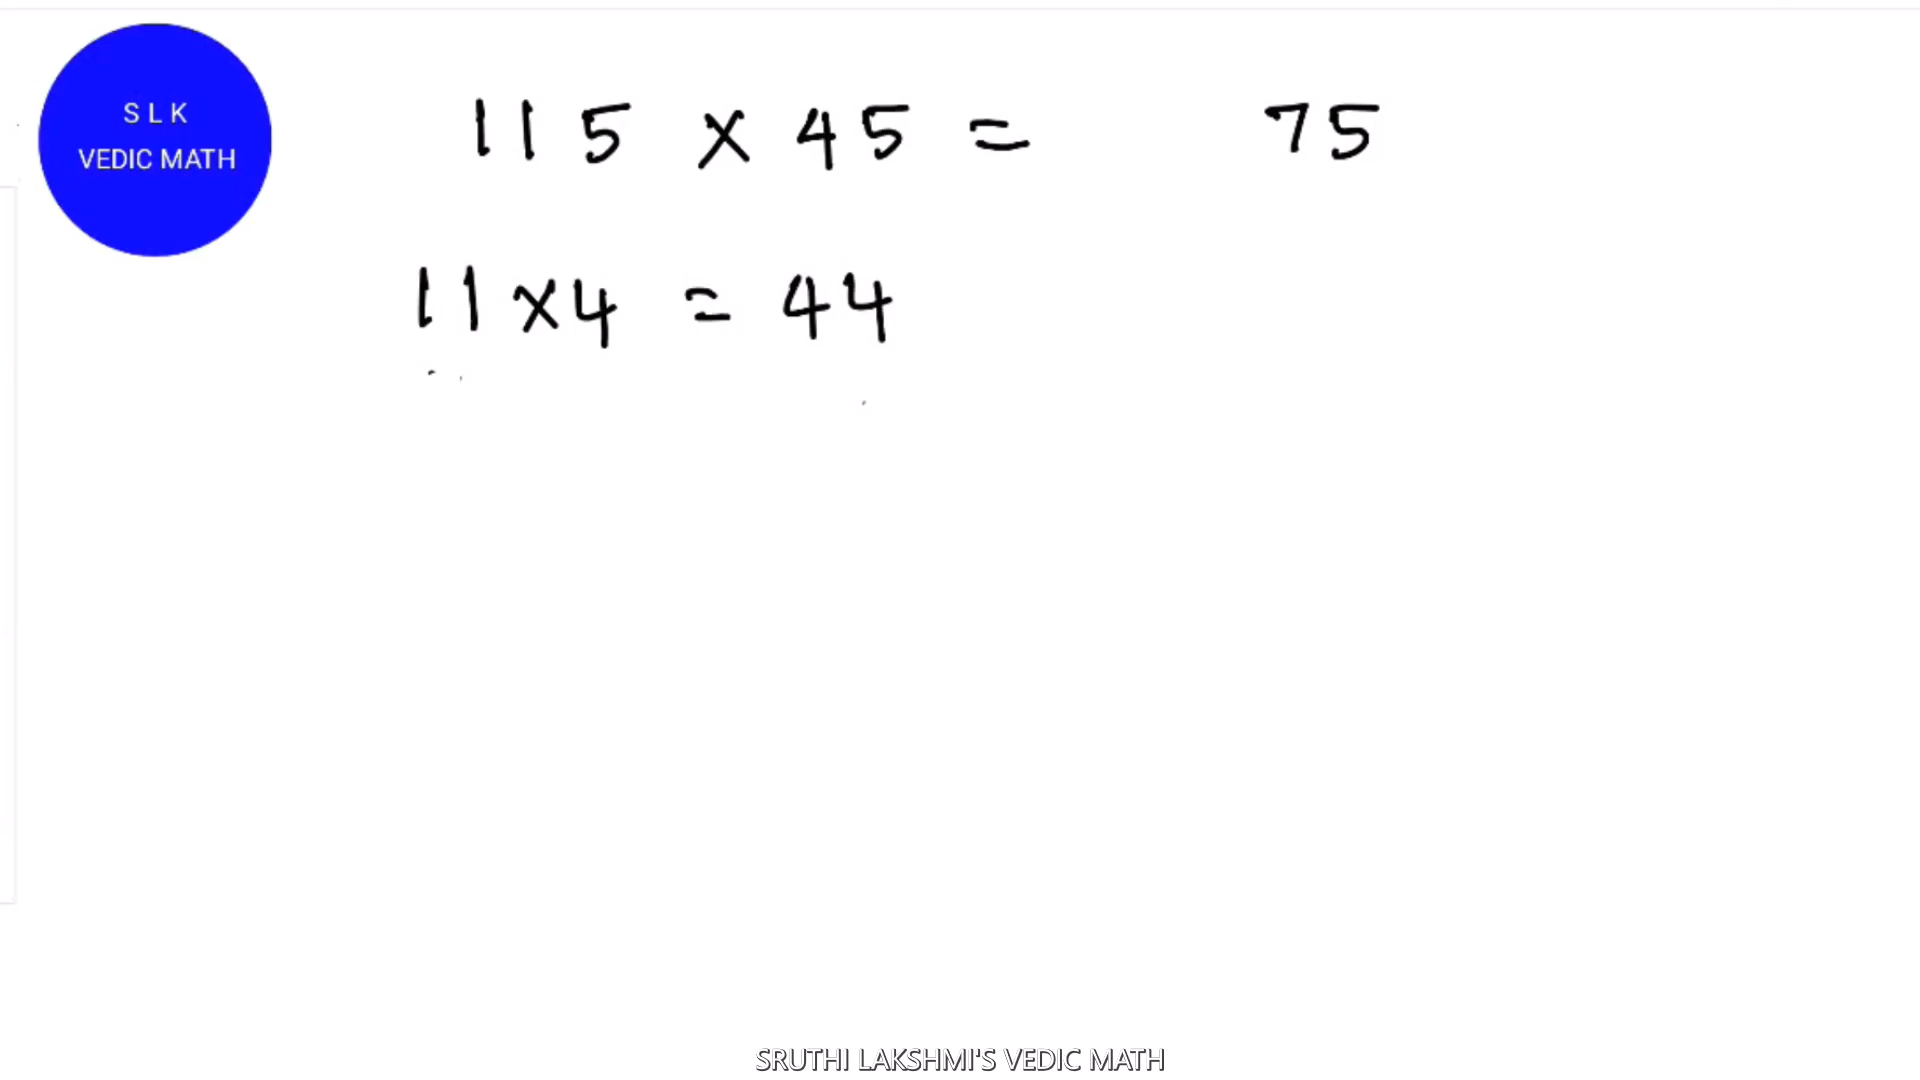 S L K
VEDIC MATH
115 × 45 = 75
11 × 4 = 44
SRUTHI LAKSHMI'S VEDIC MATH